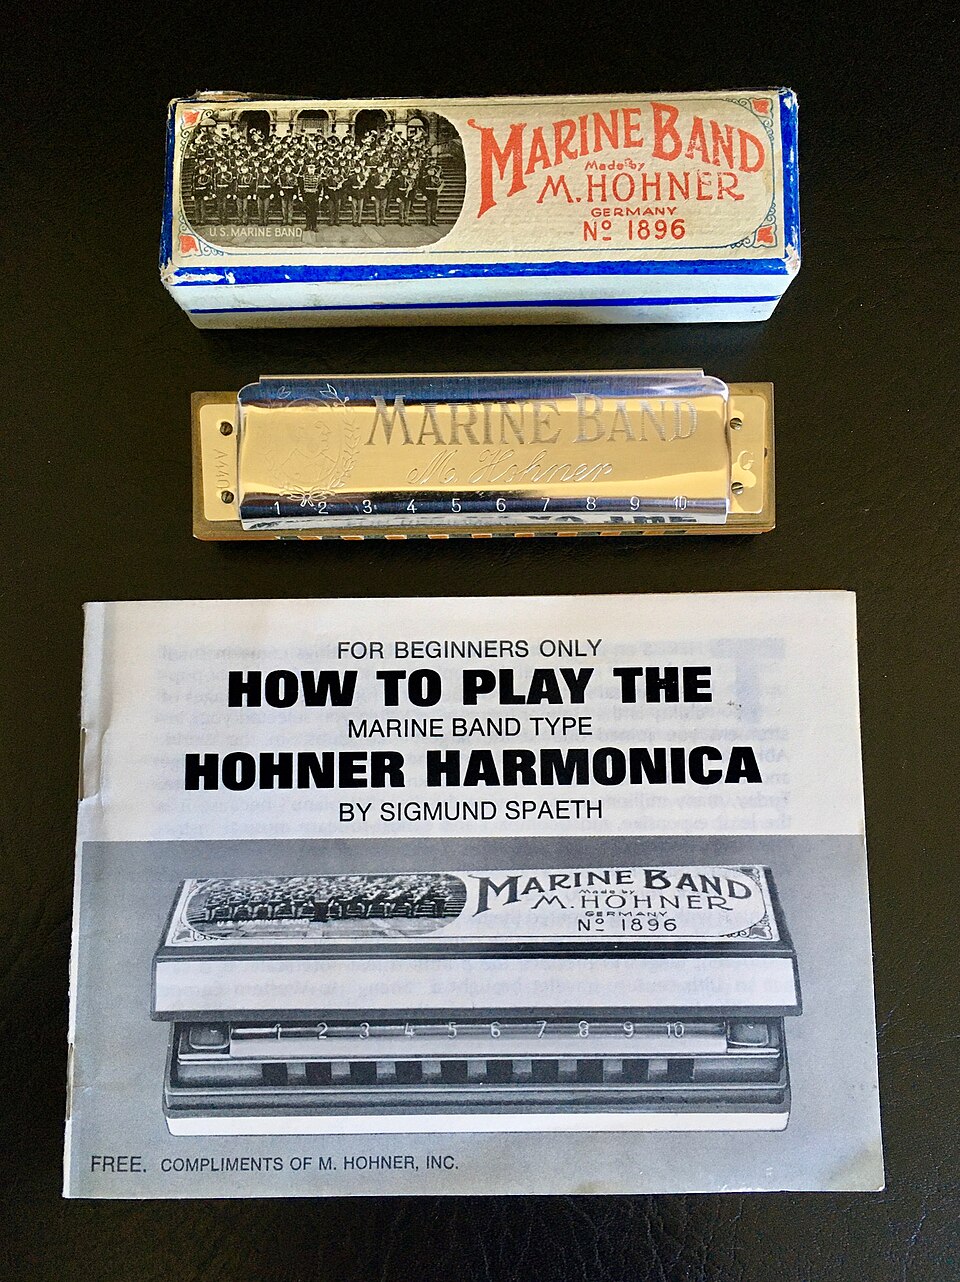 MARINE BAND
Made by
M. HOHNER
GERMANY
Nº 1896
U.S. MARINE BAND
MARINE BAND
M. Hohner
A440
G
1 2 3 4 5 6 7 8 9 10
FOR BEGINNERS ONLY
HOW TO PLAY THE
MARINE BAND TYPE
HOHNER HARMONICA
BY SIGMUND SPAETH
MARINE BAND
Made by
M. HOHNER
GERMANY
Nº 1896
1 2 3 4 5 6 7 8 9 10
FREE. COMPLIMENTS OF M. HOHNER, INC.